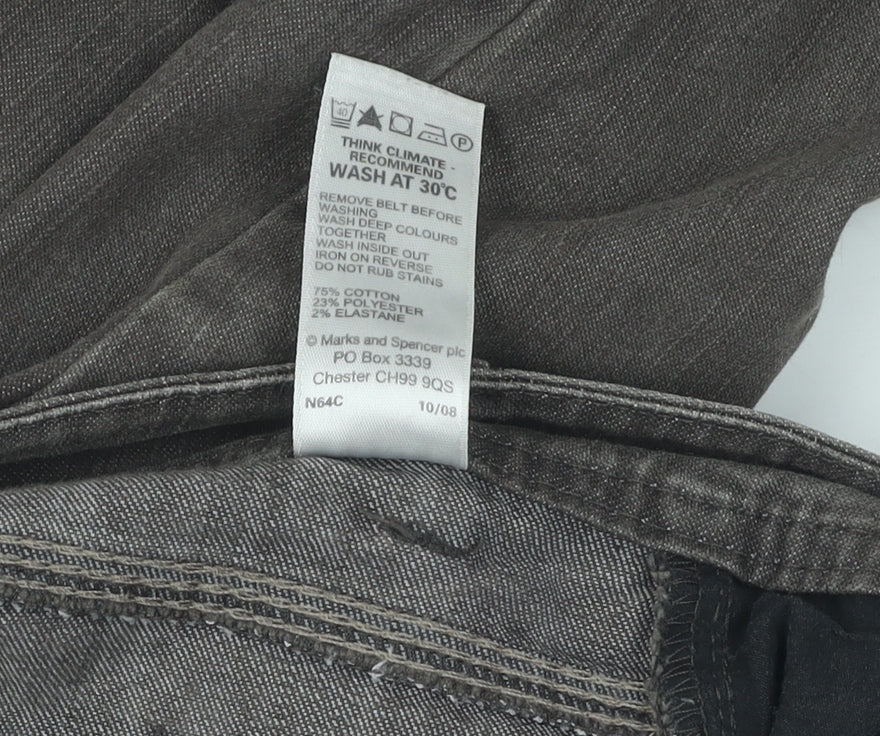 40
P
THINK CLIMATE -
RECOMMEND
WASH AT 30°C
REMOVE BELT BEFORE
WASHING
WASH DEEP COLOURS
TOGETHER
WASH INSIDE OUT
IRON ON REVERSE
DO NOT RUB STAINS
75% COTTON
23% POLYESTER
2% ELASTANE
© Marks and Spencer plc
PO Box 3339
Chester CH99 9QS
N64C 10/08